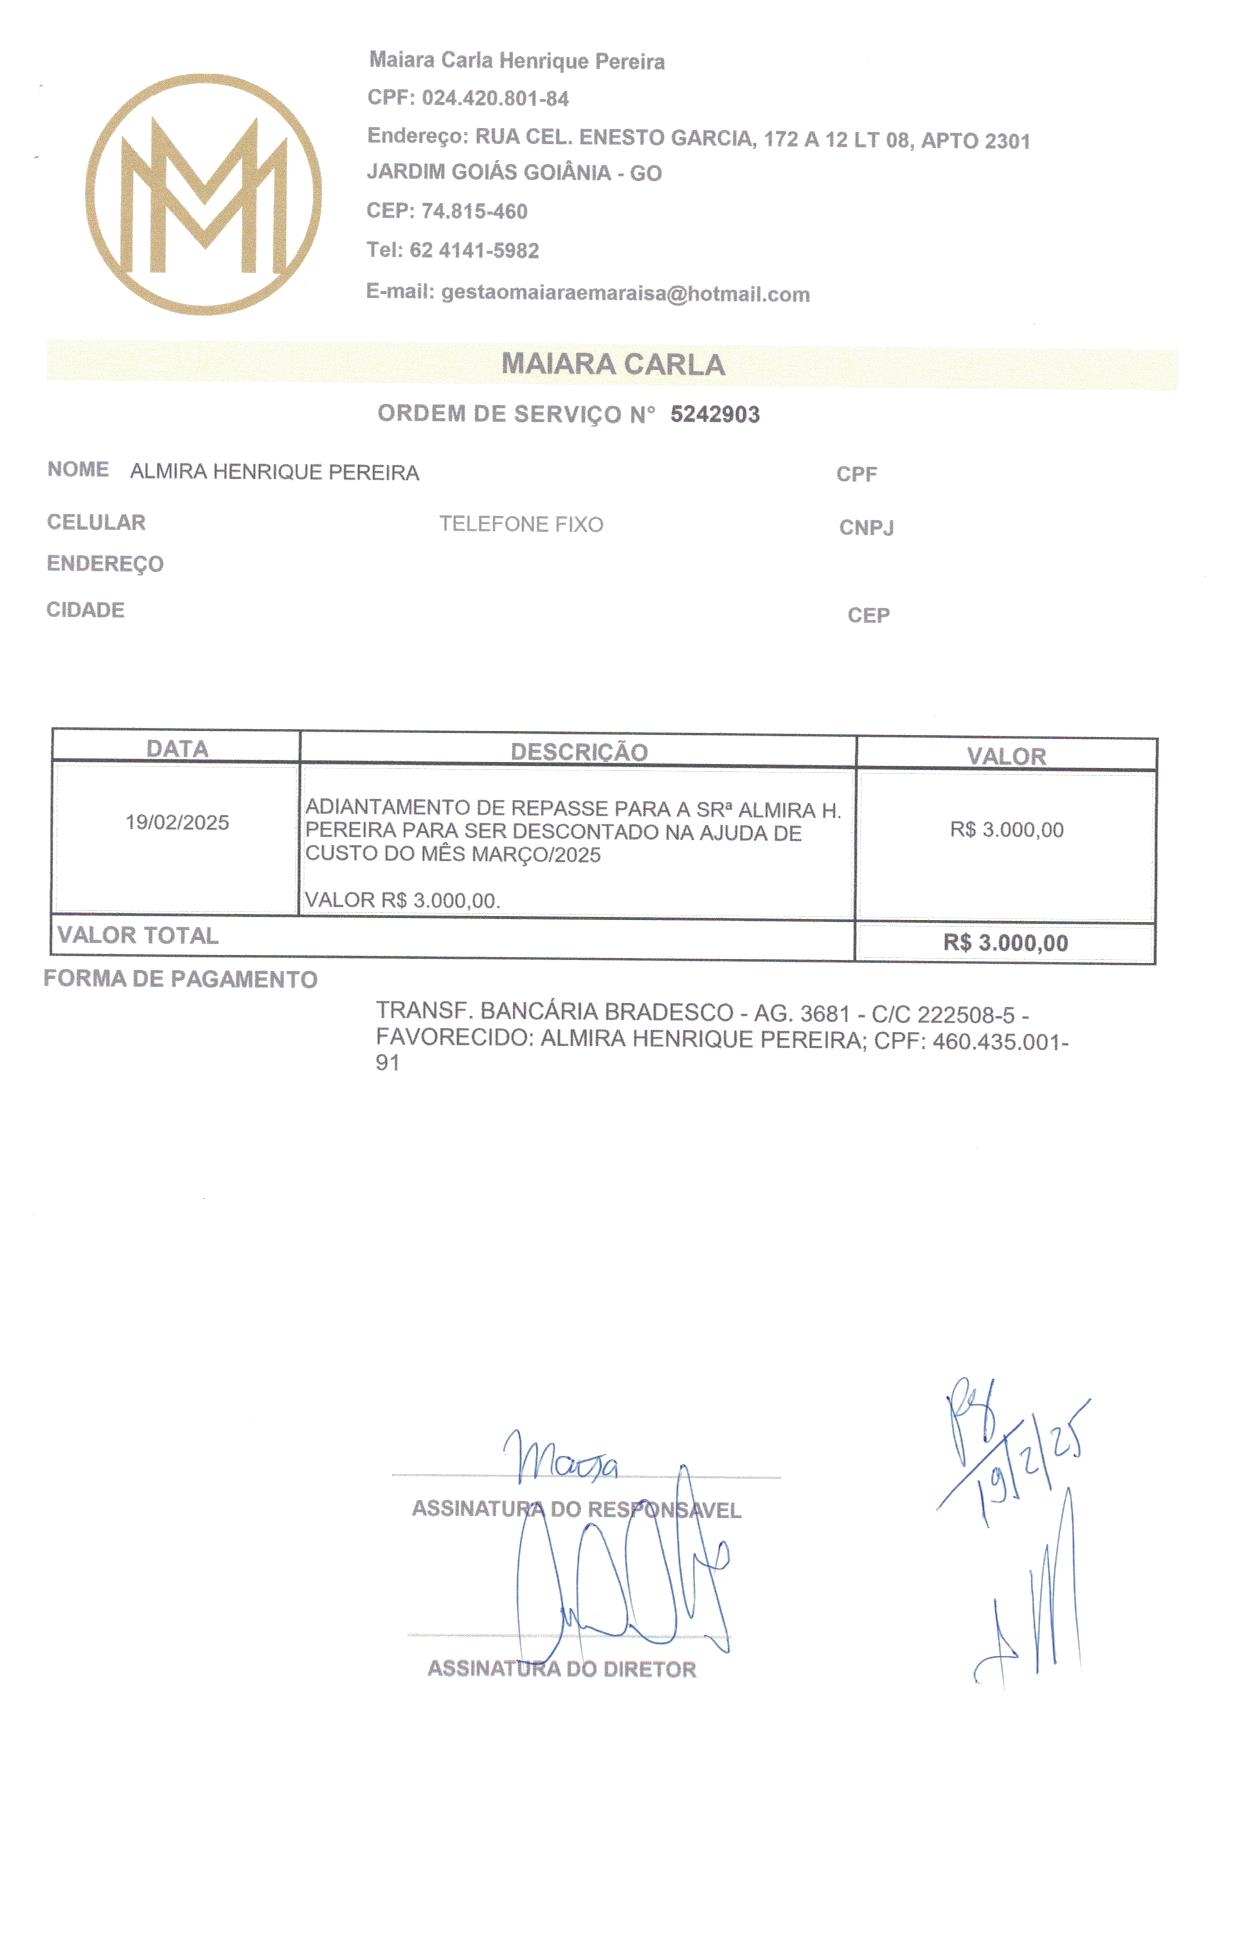 Maiara Carla Henrique Pereira
CPF: 024.420.801-84
Endereço: RUA CEL. ENESTO GARCIA, 172 A 12 LT 08, APTO 2301
JARDIM GOIÁS GOIÂNIA - GO
CEP: 74.815-460
Tel: 62 4141-5982
E-mail: gestaomaiaraemaraisa@hotmail.com
MAIARA CARLA
ORDEM DE SERVIÇO N° 5242903
NOME ALMIRA HENRIQUE PEREIRA CPF
CELULAR TELEFONE FIXO CNPJ
ENDEREÇO
CIDADE CEP
DATA DESCRIÇÃO VALOR
19/02/2025
ADIANTAMENTO DE REPASSE PARA A SRª ALMIRA H.
PEREIRA PARA SER DESCONTADO NA AJUDA DE
CUSTO DO MÊS MARÇO/2025
VALOR R$ 3.000,00.
R$ 3.000,00
VALOR TOTAL R$ 3.000,00
FORMA DE PAGAMENTO
TRANSF. BANCÁRIA BRADESCO - AG. 3681 - C/C 222508-5 -
FAVORECIDO: ALMIRA HENRIQUE PEREIRA; CPF: 460.435.001-
91
19/2/25
ASSINATURA DO RESPONSAVEL
ASSINATURA DO DIRETOR